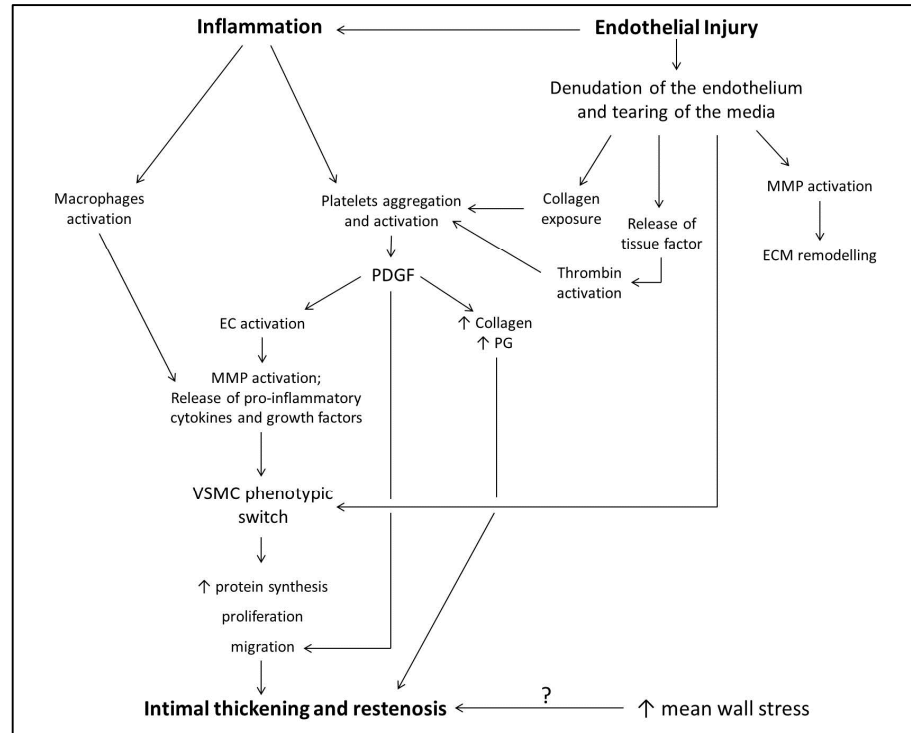 Inflammation
Endothelial Injury
Denudation of the endothelium
and tearing of the media
Macrophages
activation
Platelets aggregation
and activation
Collagen
exposure
Release of
tissue factor
MMP activation
ECM remodelling
Thrombin
activation
PDGF
EC activation
↑ Collagen
↑ PG
MMP activation;
Release of pro-inflammatory
cytokines and growth factors
VSMC phenotypic
switch
↑ protein synthesis
proliferation
migration
Intimal thickening and restenosis
?
↑ mean wall stress